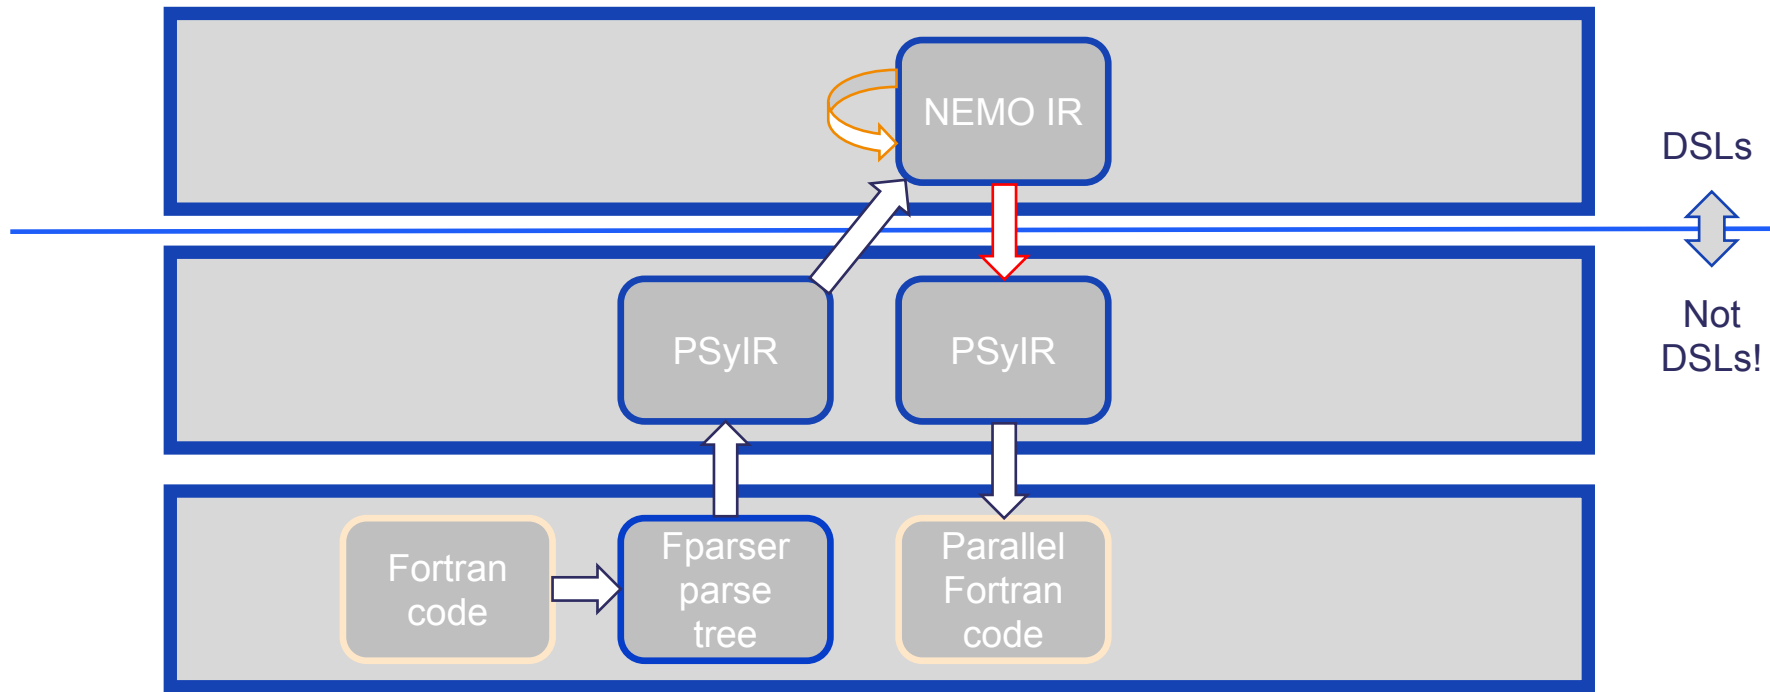 NEMO IR
DSLs
Not
DSLs!
PSyIR
PSyIR
Fortran
code
Fparser
parse
tree
Parallel
Fortran
code